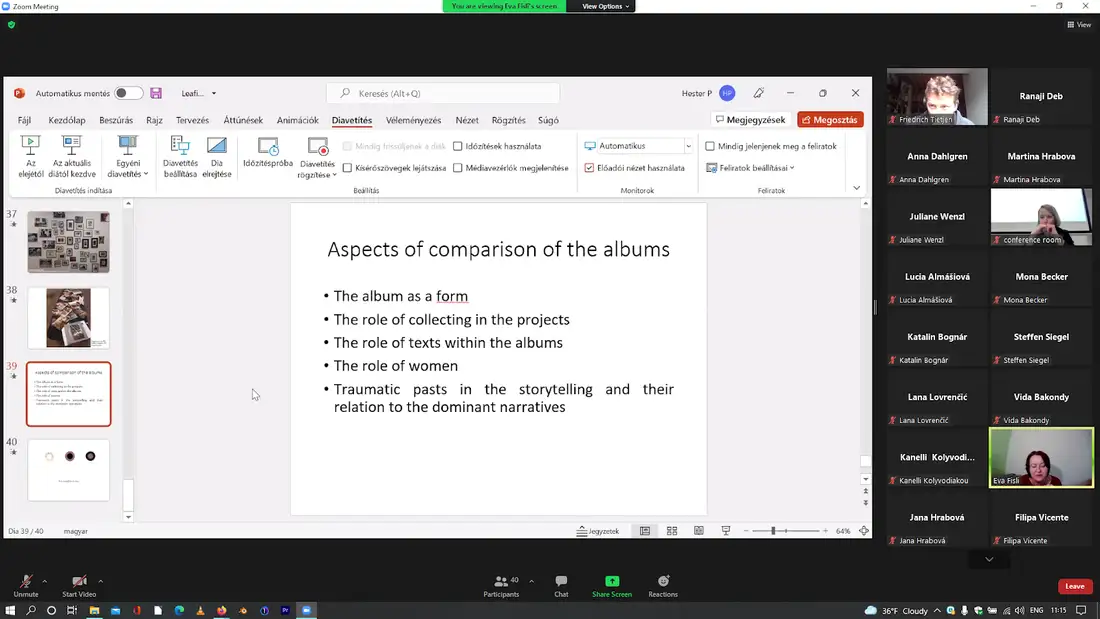 Zoom Meeting
You are viewing Eva Fisli's screen
View Options
View
Automatikus mentés
Leafi...
Keresés (Alt+Q)
Hester P
HP
Fájl Kezdőlap Beszúrás Rajz Tervezés Áttűnések Animációk Diavetítés Véleményezés Nézet Rögzítés Súgó
Megjegyzések
Megosztás
Az elejétől
Az aktuális diától kezdve
Egyéni diavetítés
Diavetítés beállítása
Dia elrejtése
Időzítéspróba
Diavetítés rögzítése
Mindig frissüljenek a diák
Kísérőszövegek lejátszása
Időzítések használata
Médiavezérlők megjelenítése
Automatikus
Előadói nézet használata
Mindig jelenjenek meg a feliratok
Feliratok beállításai
Diavetítés indítása
Beállítás
Monitorok
Feliratok
37
38
39
40
Aspects of comparison of the albums
• The album as a form
• The role of collecting in the projects
• The role of texts within the albums
• The role of women
• Traumatic pasts in the storytelling and their
relation to the dominant narratives
Dia 39 / 40
magyar
Jegyzetek
64%
Friedrich Tietjen
Ranaji Deb
Ranaji Deb
Anna Dahlgren
Anna Dahlgren
Martina Hrabova
Martina Hrabova
Juliane Wenzl
Juliane Wenzl
conference room
Lucia Almášiová
Lucia Almášiová
Mona Becker
Mona Becker
Katalin Bognár
Katalin Bognár
Steffen Siegel
Steffen Siegel
Lana Lovrenčić
Lana Lovrenčić
Vida Bakondy
Vida Bakondy
Kanelli Kolyvodi...
Kanelli Kolyvodiakou
Eva Fisli
Jana Hrabová
Jana Hrabová
Filipa Vicente
Filipa Vicente
Unmute
Start Video
Participants
40
Chat
Share Screen
Reactions
Leave
36°F Cloudy
ENG
11:15